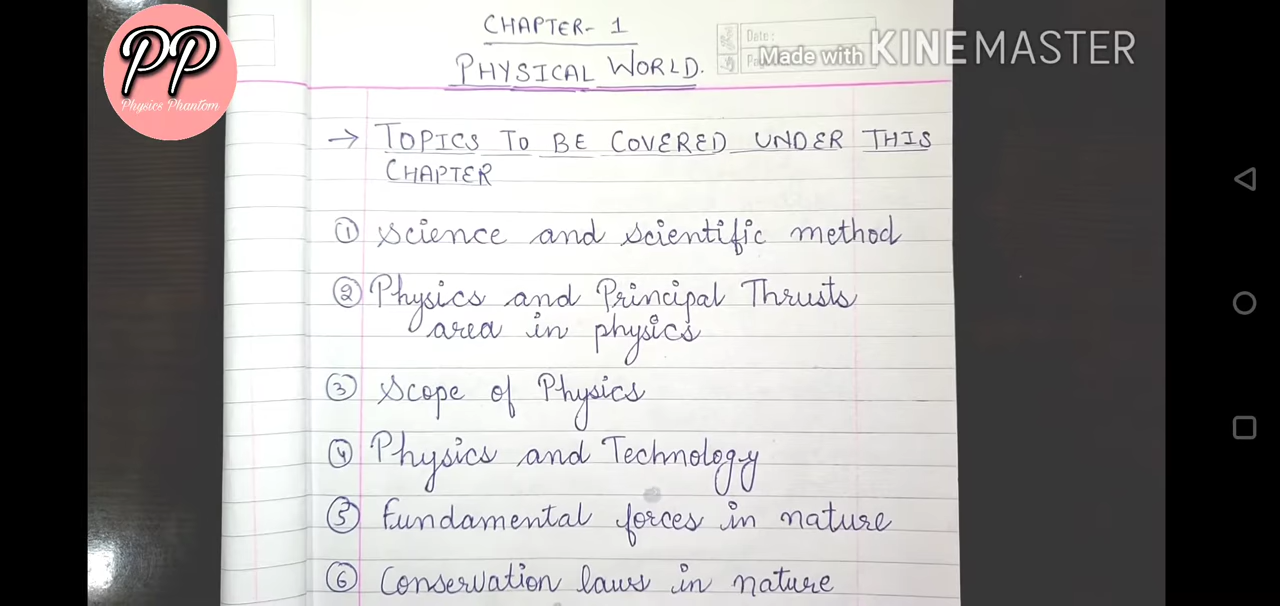 CHAPTER- 1
PHYSICAL WORLD.
Date:
Made with KINEMASTER
PP
Physics Phantom
→ TOPICS TO BE COVERED UNDER THIS
CHAPTER
① Science and scientific method
② Physics and Principal Thrusts
area in physics
③ Scope of Physics
④ Physics and Technology
⑤ Fundamental forces in nature
⑥ Conservation laws in nature